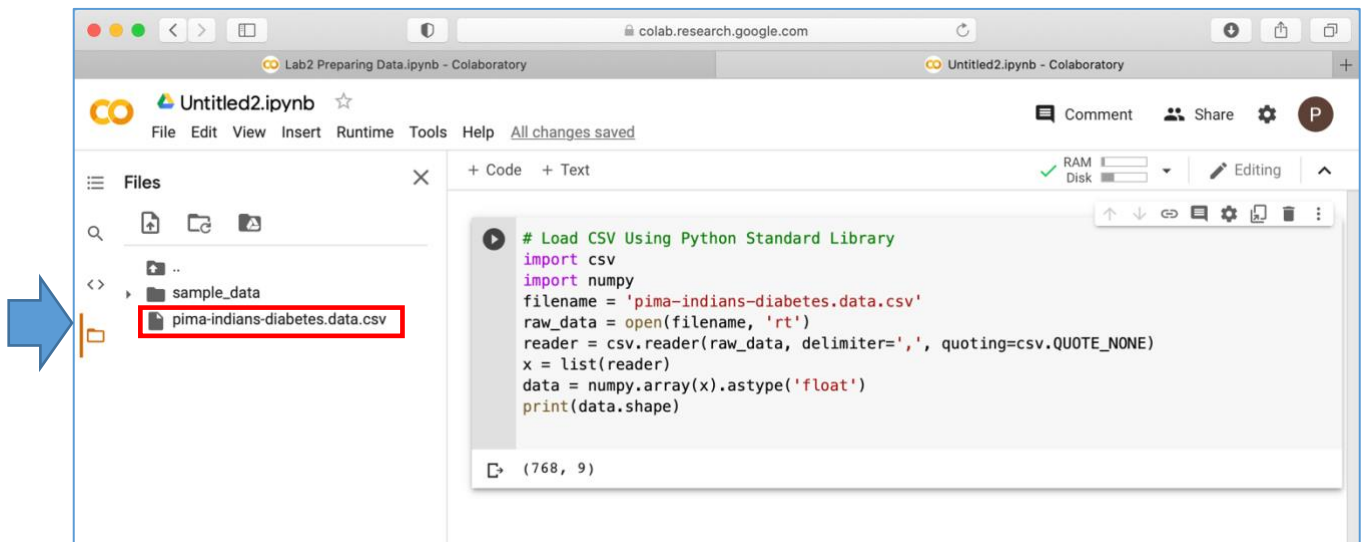 colab.research.google.com
Lab2 Preparing Data.ipynb - Colaboratory
Untitled2.ipynb - Colaboratory
Untitled2.ipynb
Comment
Share
P
File Edit View Insert Runtime Tools Help All changes saved
Files
+ Code + Text
RAM
Disk
Editing
..
sample_data
pima-indians-diabetes.data.csv
# Load CSV Using Python Standard Library
import csv
import numpy
filename = 'pima-indians-diabetes.data.csv'
raw_data = open(filename, 'rt')
reader = csv.reader(raw_data, delimiter=',', quoting=csv.QUOTE_NONE)
x = list(reader)
data = numpy.array(x).astype('float')
print(data.shape)
(768, 9)